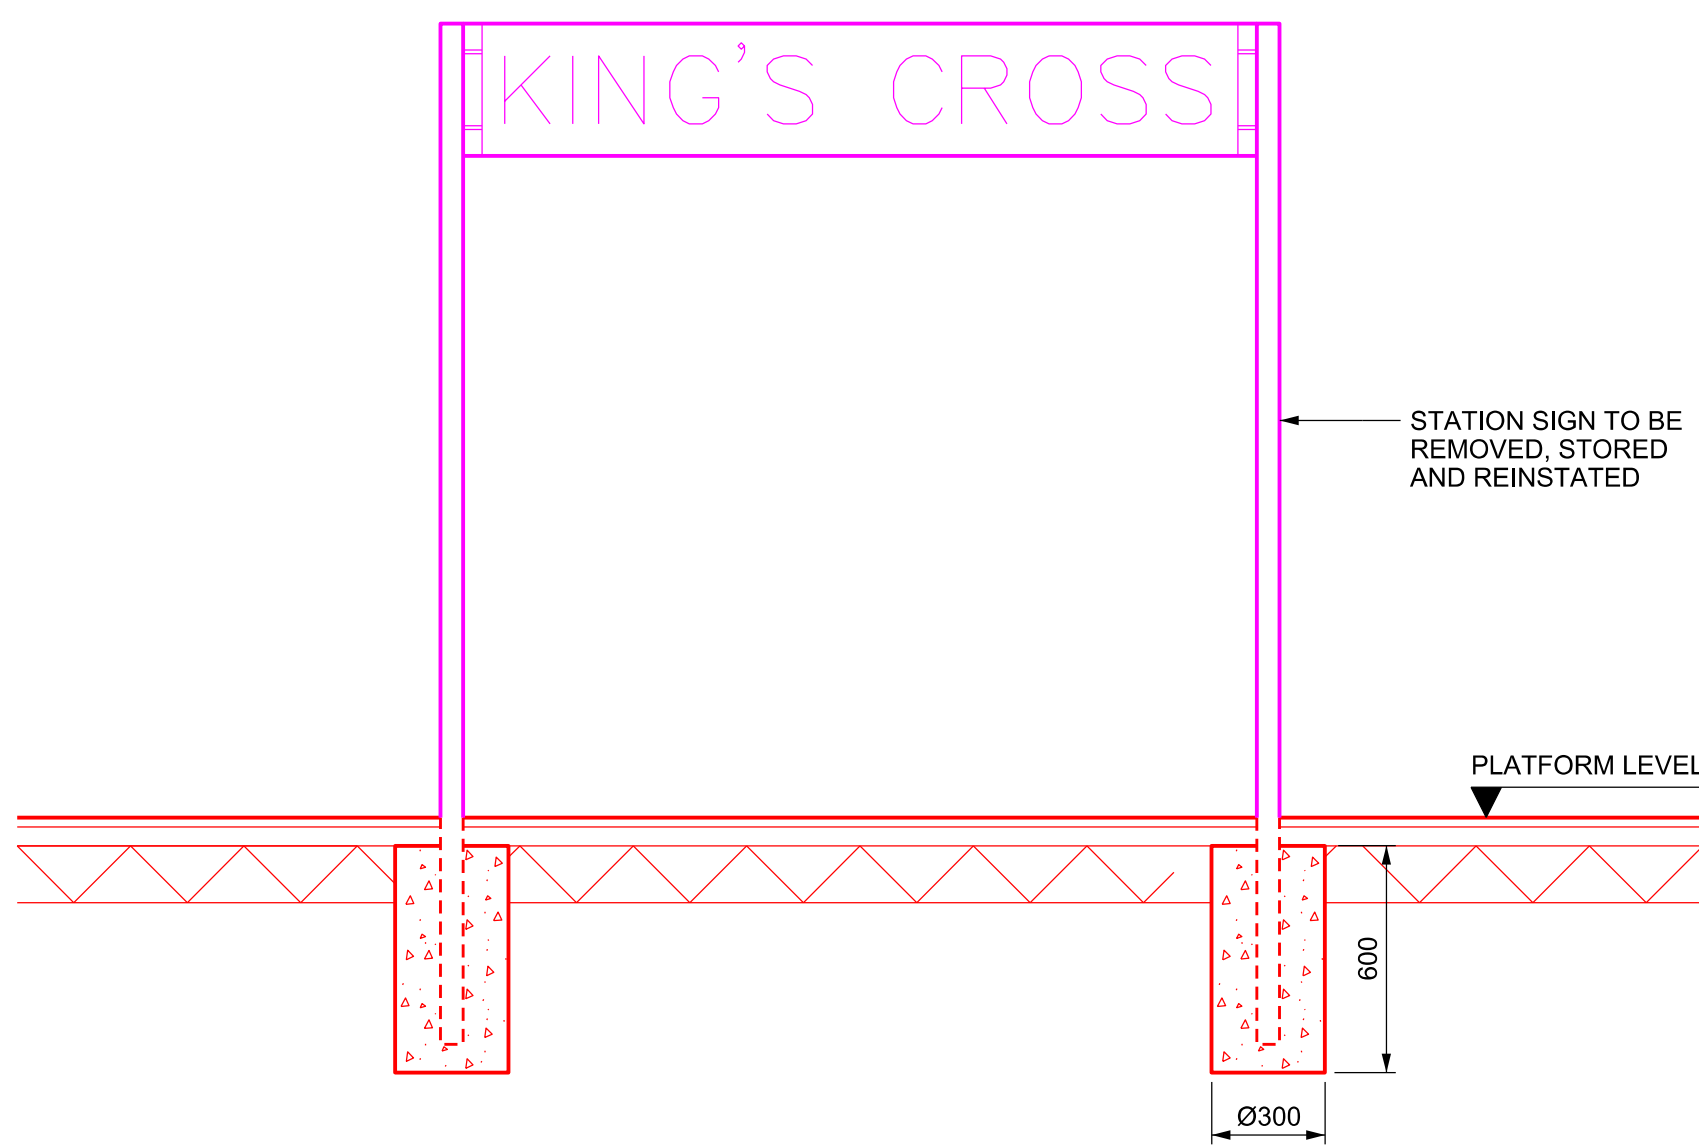 KING'S CROSS
STATION SIGN TO BE
REMOVED, STORED
AND REINSTATED
PLATFORM LEVEL
600
Ø300